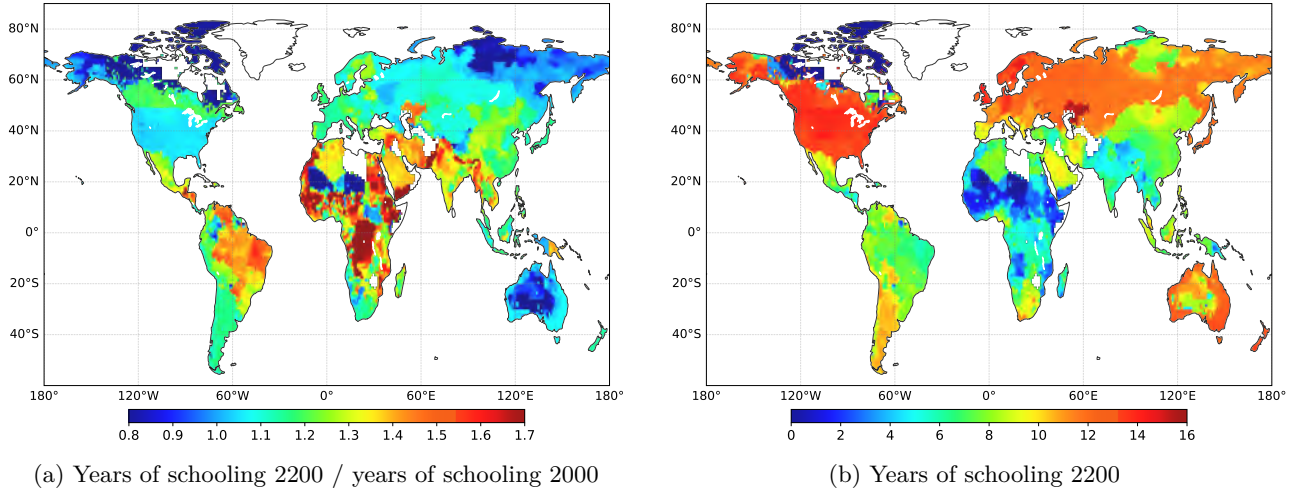 80°N
60°N
40°N
20°N
0°
20°S
40°S
180°
120°W
60°W
0°
60°E
120°E
180°
0.8
0.9
1.0
1.1
1.2
1.3
1.4
1.5
1.6
1.7
(a) Years of schooling 2200 / years of schooling 2000
80°N
60°N
40°N
20°N
0°
20°S
40°S
180°
120°W
60°W
0°
60°E
120°E
180°
0
2
4
6
8
10
12
14
16
(b) Years of schooling 2200